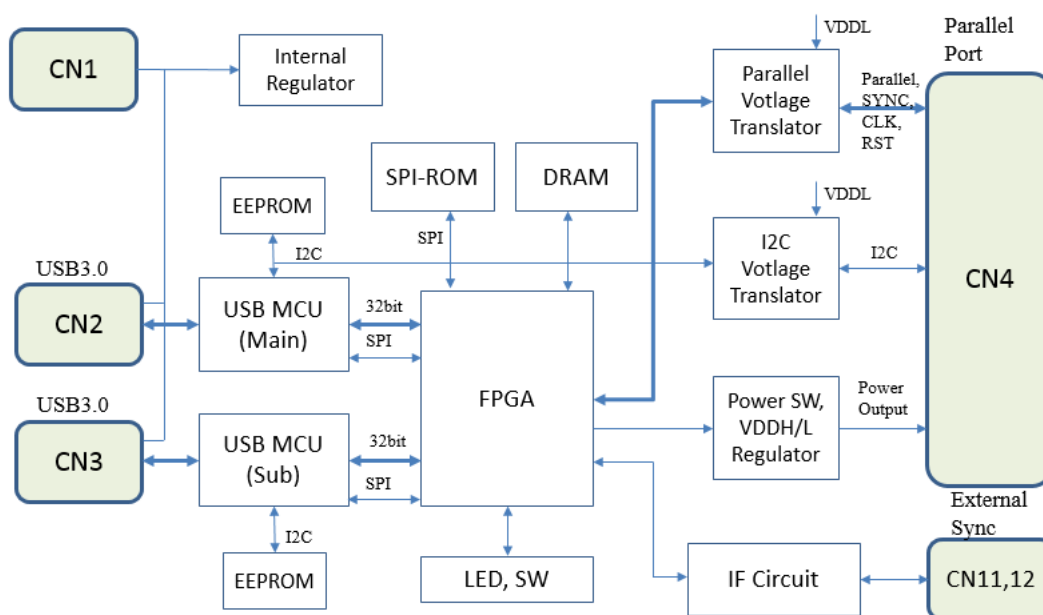 CN1
Internal
Regulator
VDDL
Parallel
Votlage
Translator
Parallel
Port
Parallel,
SYNC,
CLK,
RST
SPI-ROM
DRAM
EEPROM
SPI
I2C
VDDL
I2C
Votlage
Translator
I2C
CN4
USB3.0
CN2
USB MCU
(Main)
32bit
SPI
FPGA
USB3.0
CN3
USB MCU
(Sub)
32bit
SPI
Power SW,
VDDH/L
Regulator
Power
Output
I2C
EEPROM
LED, SW
IF Circuit
External
Sync
CN11,12